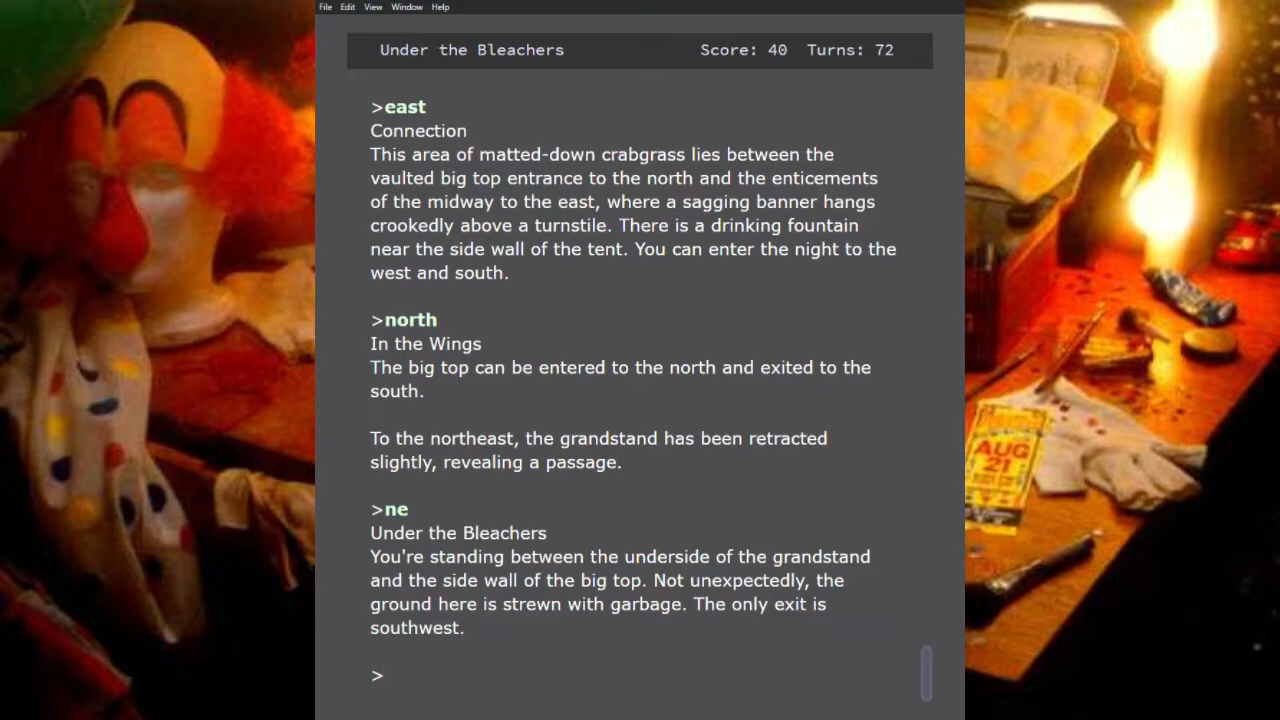 File Edit View Window Help
Under the Bleachers Score: 40 Turns: 72
>east
Connection
This area of matted-down crabgrass lies between the
vaulted big top entrance to the north and the enticements
of the midway to the east, where a sagging banner hangs
crookedly above a turnstile. There is a drinking fountain
near the side wall of the tent. You can enter the night to the
west and south.
>north
In the Wings
The big top can be entered to the north and exited to the
south.
To the northeast, the grandstand has been retracted
slightly, revealing a passage.
>ne
Under the Bleachers
You're standing between the underside of the grandstand
and the side wall of the big top. Not unexpectedly, the
ground here is strewn with garbage. The only exit is
southwest.
>
AUG
21